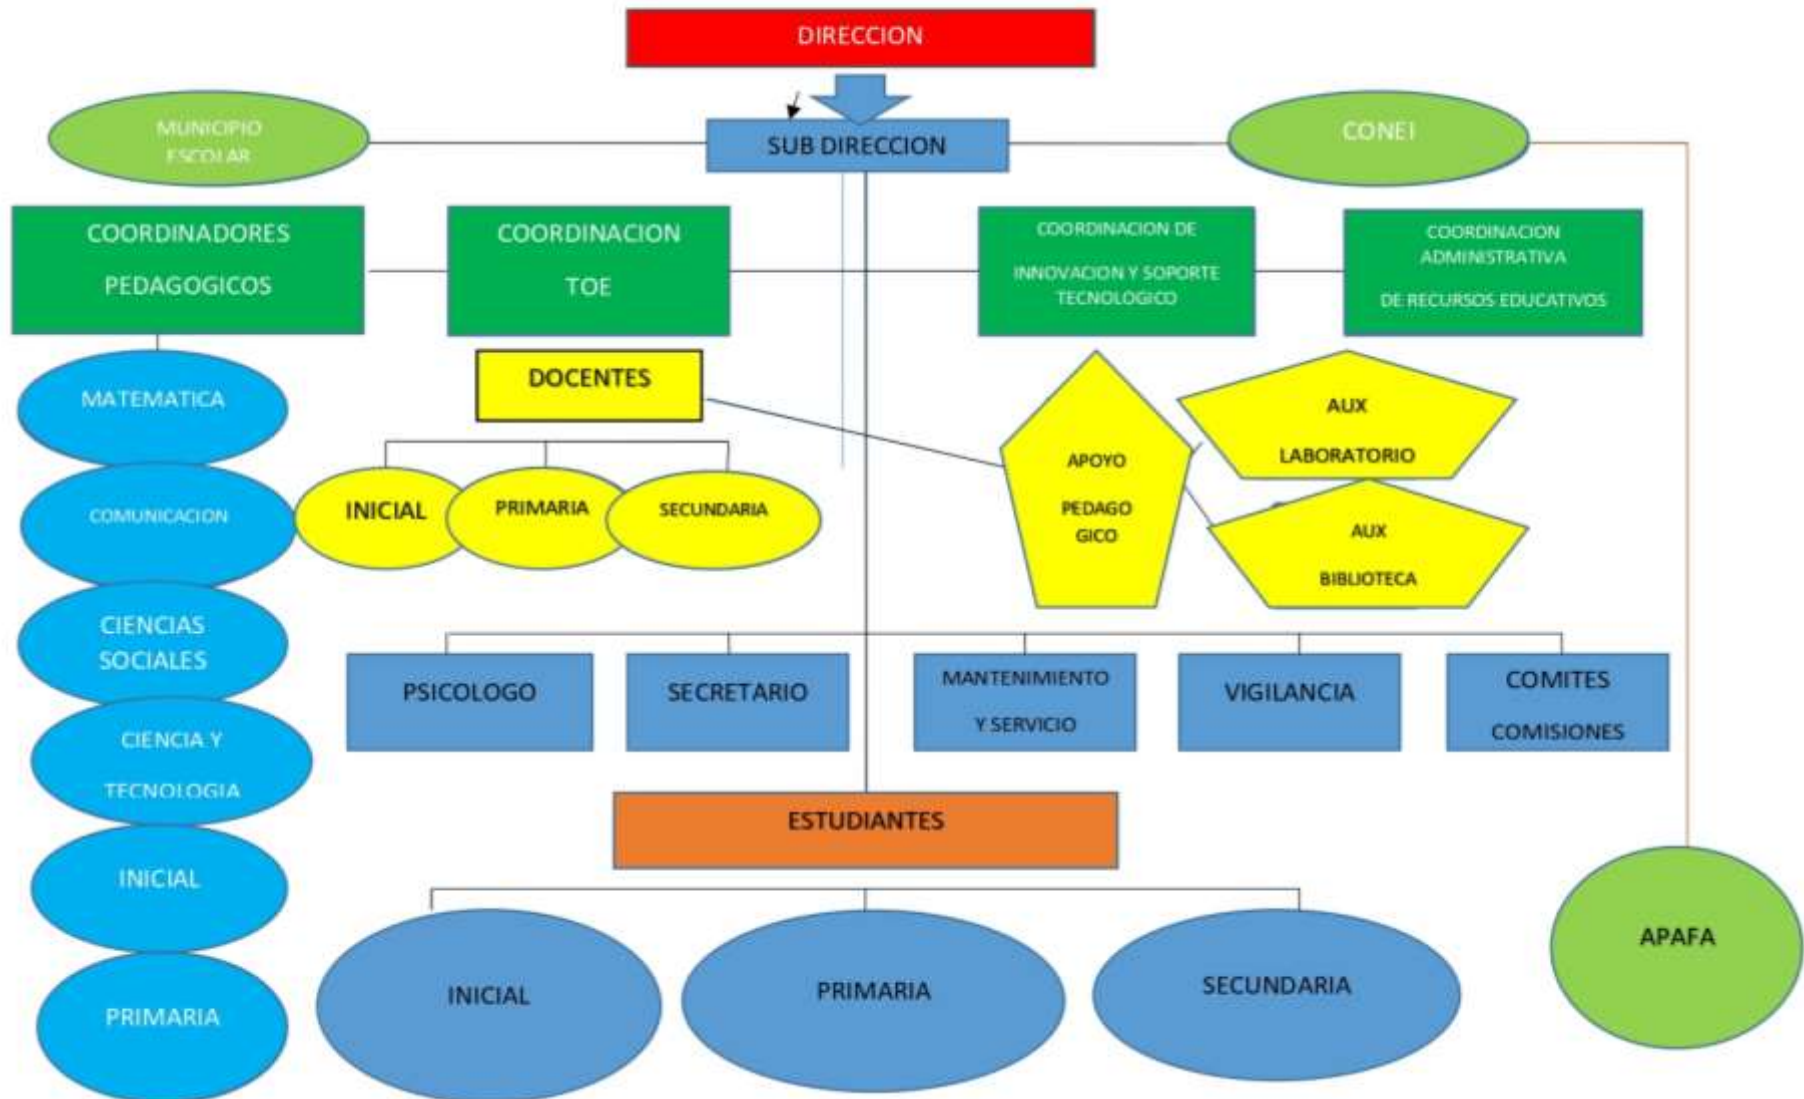 DIRECCION
MUNICIPIO
ESCOLAR
SUB DIRECCION
CONEI
COORDINADORES
PEDAGOGICOS
COORDINACION
TOE
COORDINACION DE
INNOVACION Y SOPORTE
TECNOLOGICO
COORDINACION
ADMINISTRATIVA
DE RECURSOS EDUCATIVOS
MATEMATICA
COMUNICACION
CIENCIAS
SOCIALES
CIENCIA Y
TECNOLOGIA
INICIAL
PRIMARIA
DOCENTES
INICIAL
PRIMARIA
SECUNDARIA
APOYO
PEDAGO
GICO
AUX
LABORATORIO
AUX
BIBLIOTECA
PSICOLOGO
SECRETARIO
MANTENIMIENTO
Y SERVICIO
VIGILANCIA
COMITES
COMISIONES
ESTUDIANTES
INICIAL
PRIMARIA
SECUNDARIA
APAFA